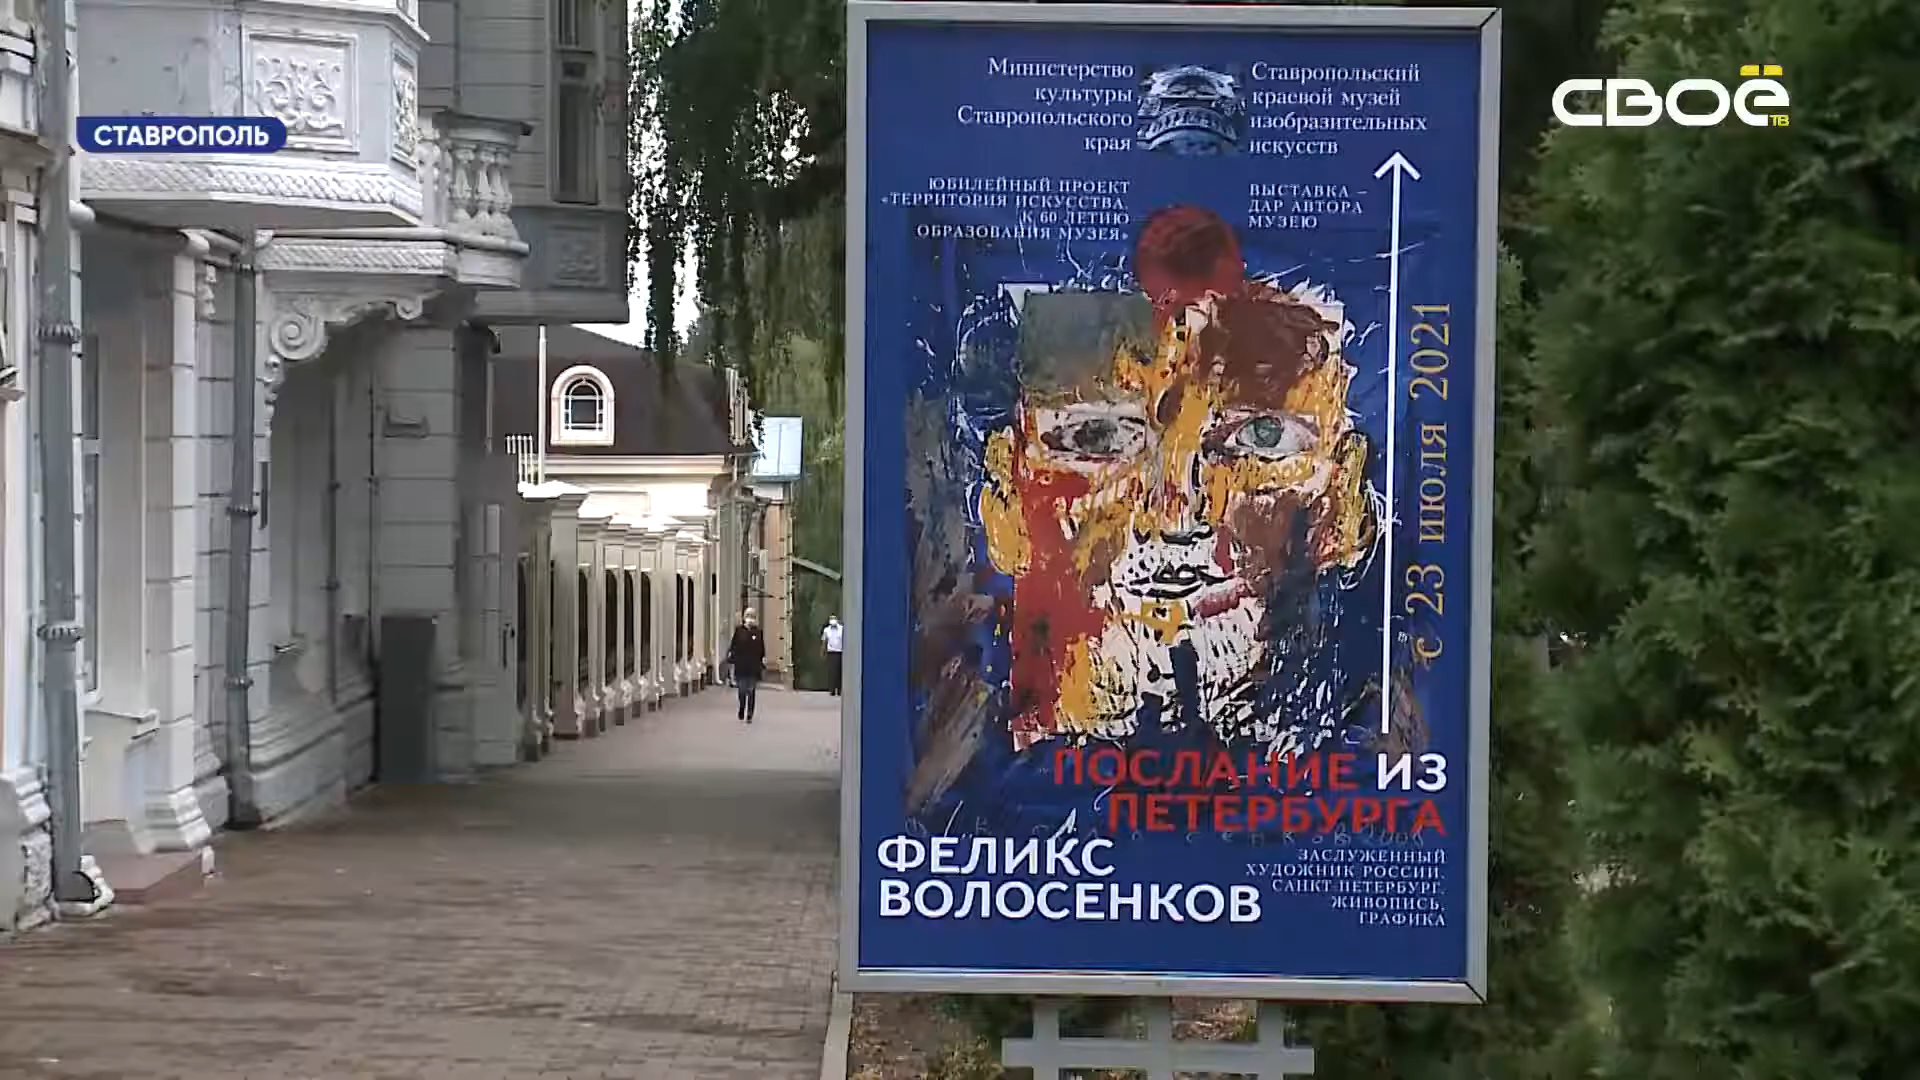 СТАВРОПОЛЬ
СВОЁ
ТВ
Министерство
культуры
Ставропольского
края
Ставропольский
краевой музей
изобразительных
искусств
ЮБИЛЕЙНЫЙ ПРОЕКТ
«ТЕРРИТОРИЯ ИСКУССТВА.
К 60 ЛЕТИЮ
ОБРАЗОВАНИЯ МУЗЕЯ»
ВЫСТАВКА –
ДАР АВТОРА
МУЗЕЮ
с 23 июля 2021
ПОСЛАНИЕ ИЗ
ПЕТЕРБУРГА
ФЕЛИКС
ВОЛОСЕНКОВ
ЗАСЛУЖЕННЫЙ
ХУДОЖНИК РОССИИ.
САНКТ-ПЕТЕРБУРГ.
ЖИВОПИСЬ.
ГРАФИКА